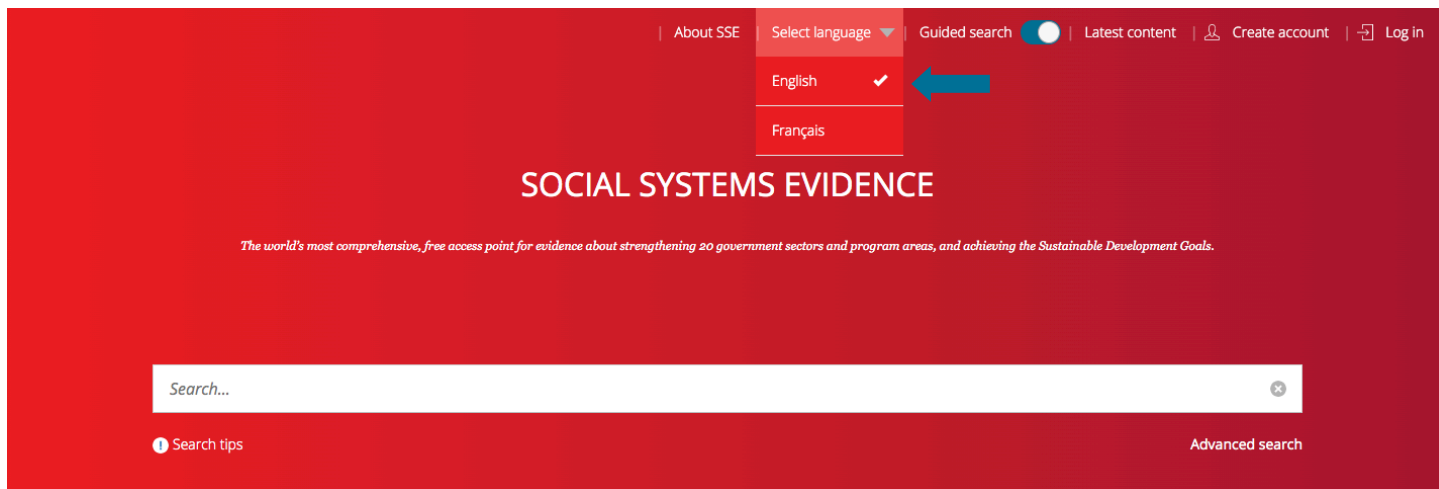 About SSE | Select language | Guided search | Latest content | Create account | Log in
English
Français
SOCIAL SYSTEMS EVIDENCE
The world's most comprehensive, free access point for evidence about strengthening 20 government sectors and program areas, and achieving the Sustainable Development Goals.
Search...
Search tips
Advanced search